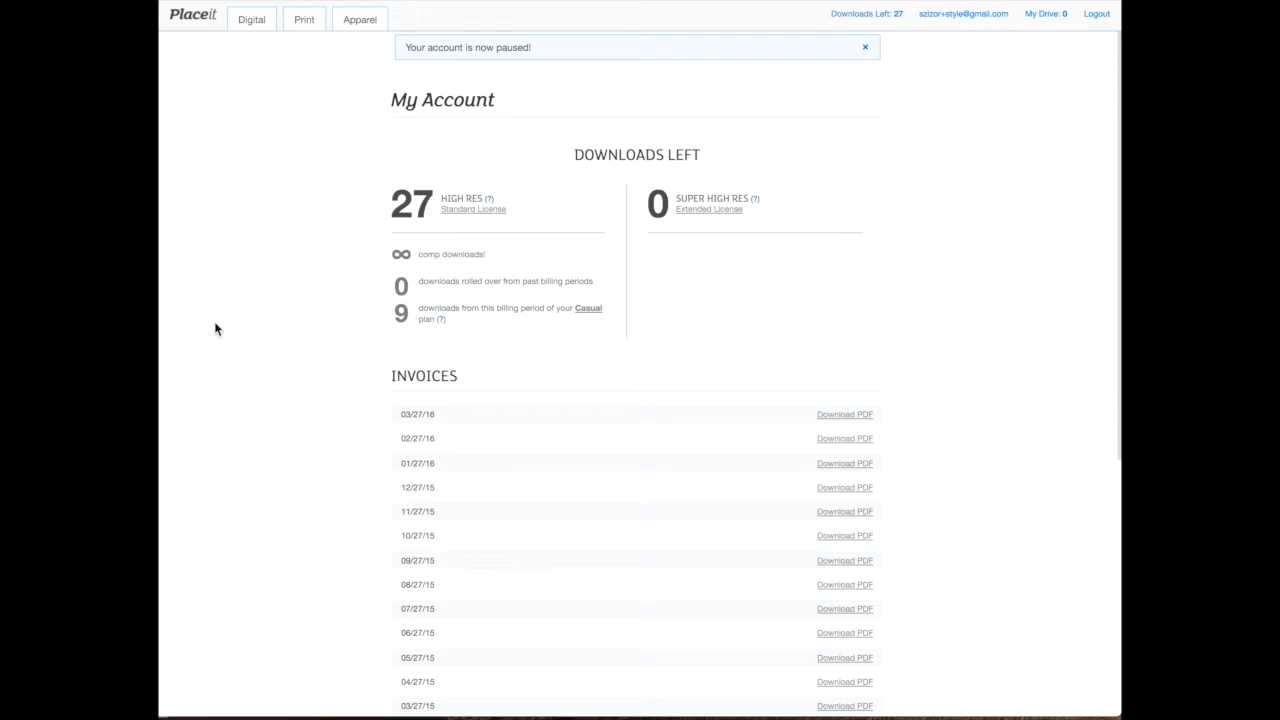 Placeit
Digital
Print
Apparel
Downloads Left: 27
szizor+style@gmail.com
My Drive: 0
Logout
Your account is now paused!
×
My Account
DOWNLOADS LEFT
27
HIGH RES (?)
Standard License
∞ comp downloads!
0 downloads rolled over from past billing periods
9 downloads from this billing period of your Casual
plan (?)
0
SUPER HIGH RES (?)
Extended License
INVOICES
03/27/16 Download PDF
02/27/16 Download PDF
01/27/16 Download PDF
12/27/15 Download PDF
11/27/15 Download PDF
10/27/15 Download PDF
09/27/15 Download PDF
08/27/15 Download PDF
07/27/15 Download PDF
06/27/15 Download PDF
05/27/15 Download PDF
04/27/15 Download PDF
03/27/15 Download PDF